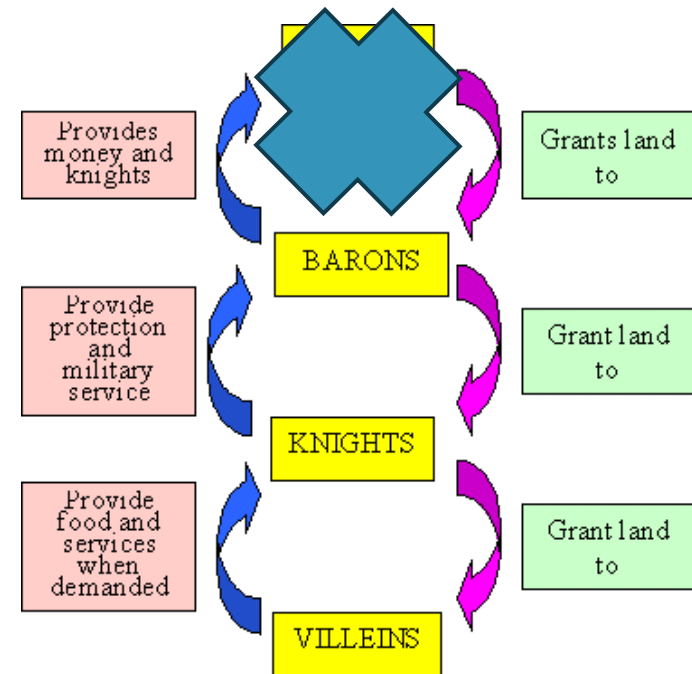 Provides
money and
knights
Grants land
to
BARONS
Provide
protection
and
military
service
Grant land
to
KNIGHTS
Provide
food and
services
when
demanded
Grant land
to
VILLEINS